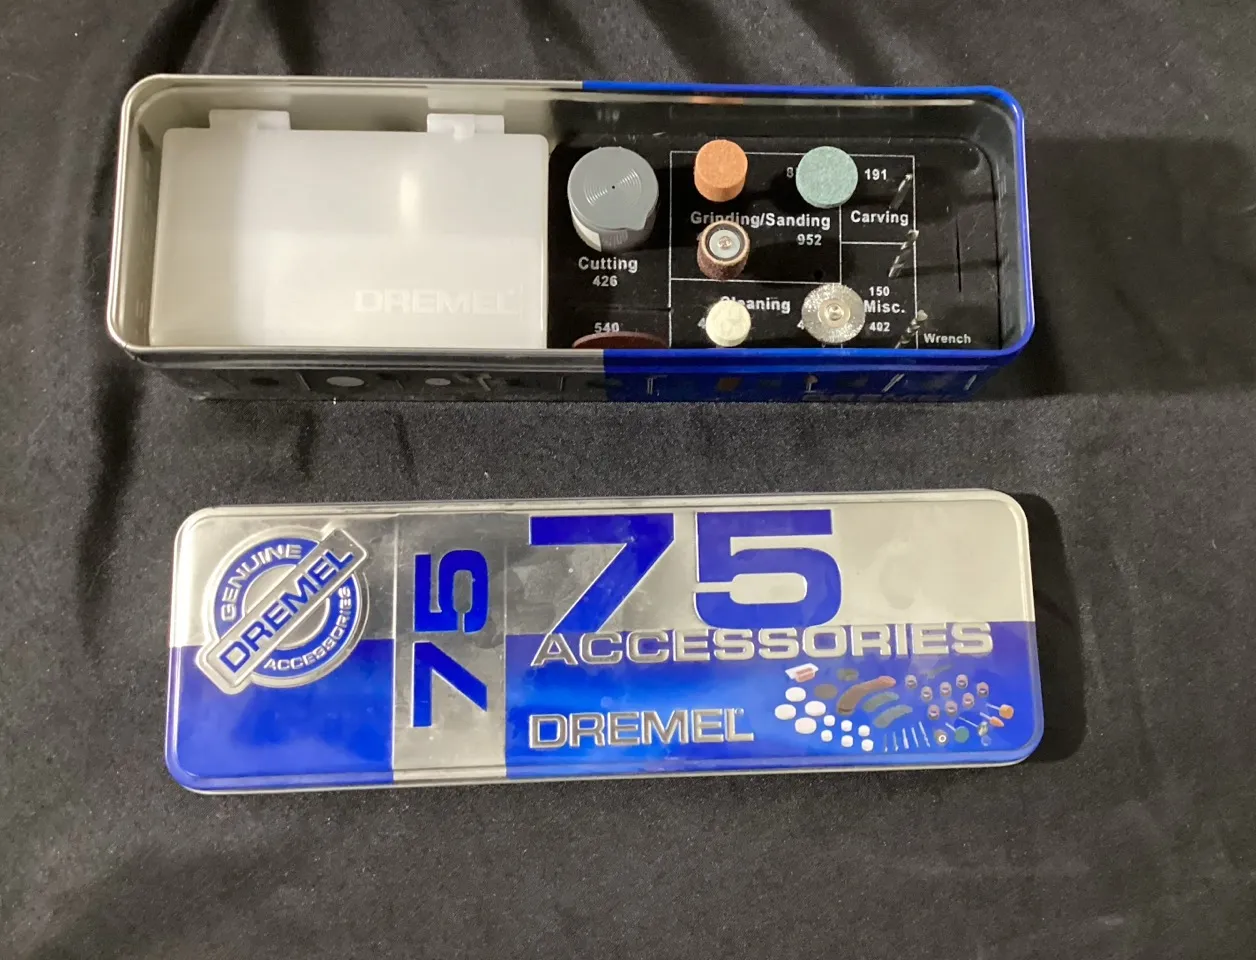 191
Grinding/Sanding
Carving
952
Cutting
426
150
Cleaning
Misc.
DREMEL
540
402
Wrench
GENUINE
DREMEL
ACCESSORIES
75
75
ACCESSORIES
DREMEL